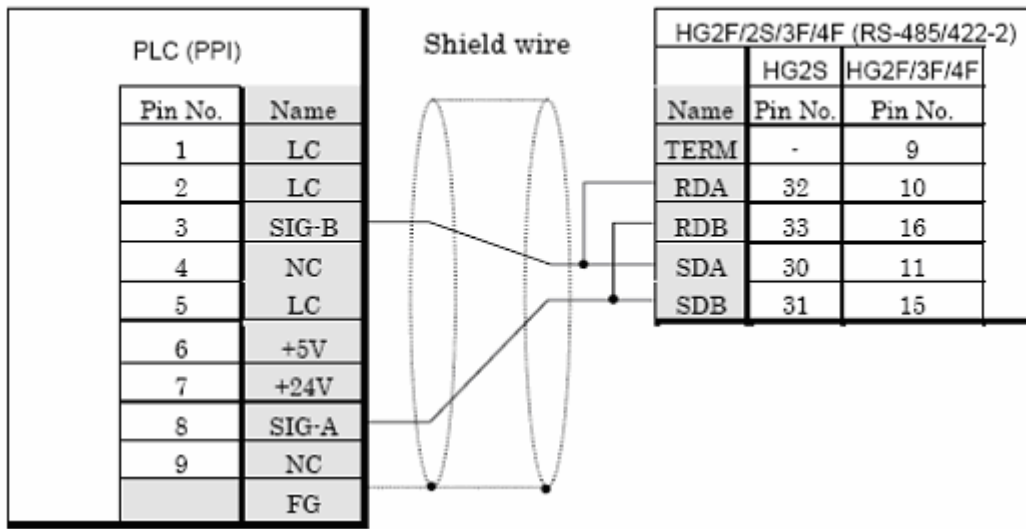 PLC (PPI)
Pin No. Name
1 LC
2 LC
3 SIG-B
4 NC
5 LC
6 +5V
7 +24V
8 SIG-A
9 NC
FG
Shield wire
HG2F/2S/3F/4F (RS-485/422-2)
HG2S HG2F/3F/4F
Name Pin No. Pin No.
TERM - 9
RDA 32 10
RDB 33 16
SDA 30 11
SDB 31 15